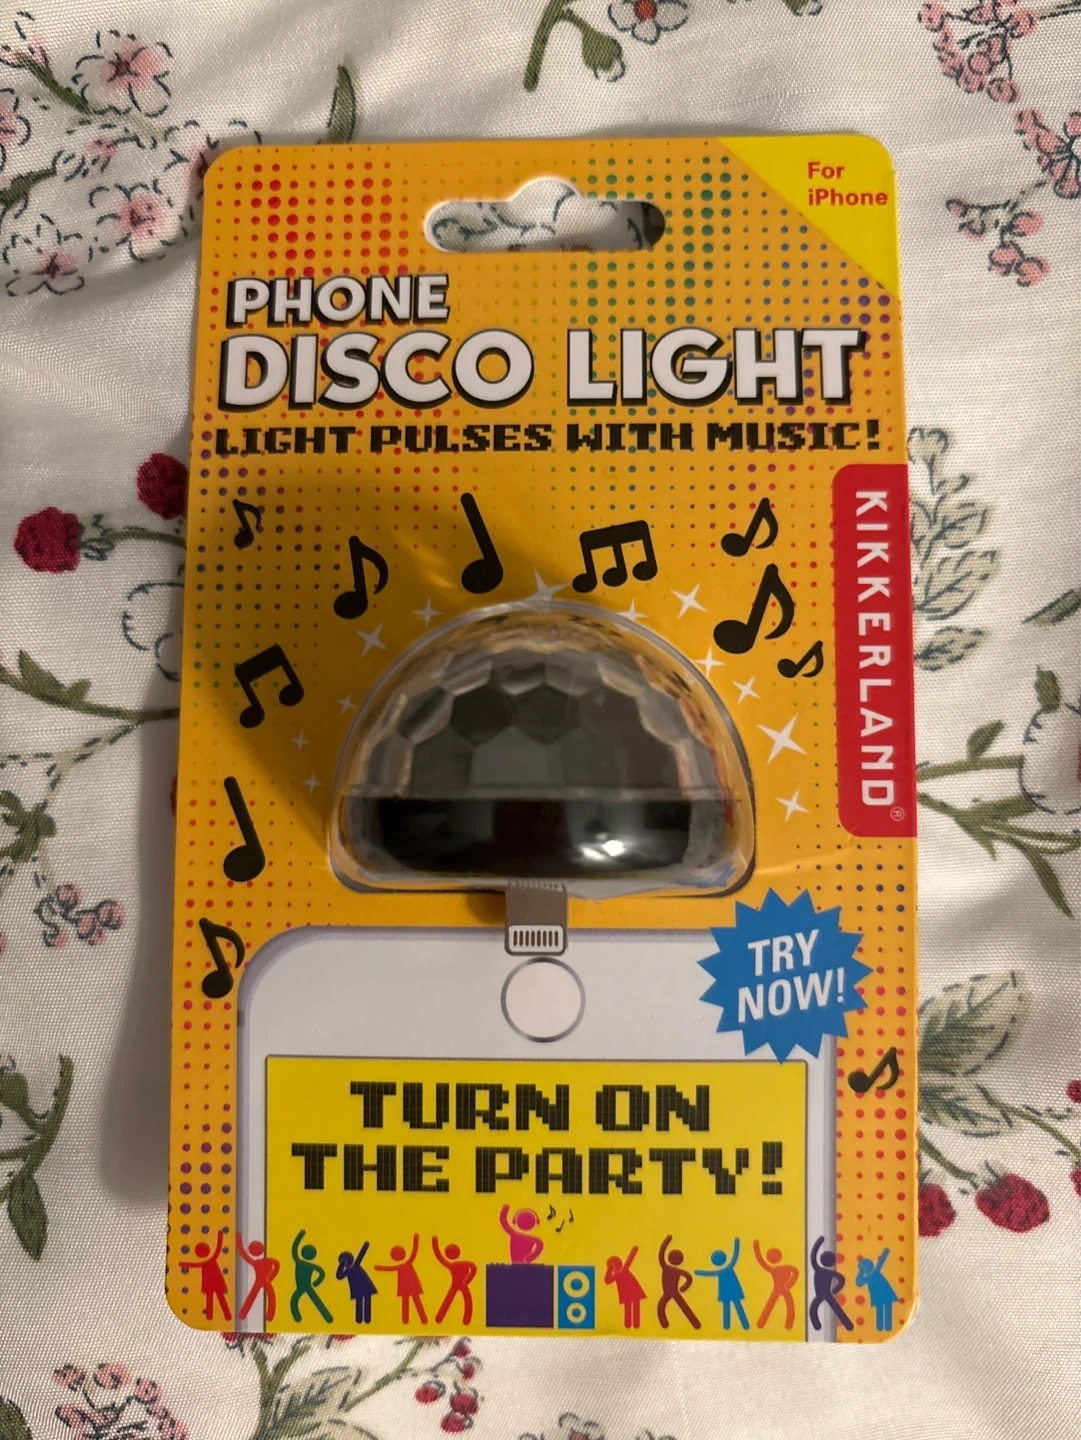 For
iPhone
PHONE
DISCO LIGHT
LIGHT PULSES WITH MUSIC!
KIKKERLAND®
TRY
NOW!
TURN ON
THE PARTY!